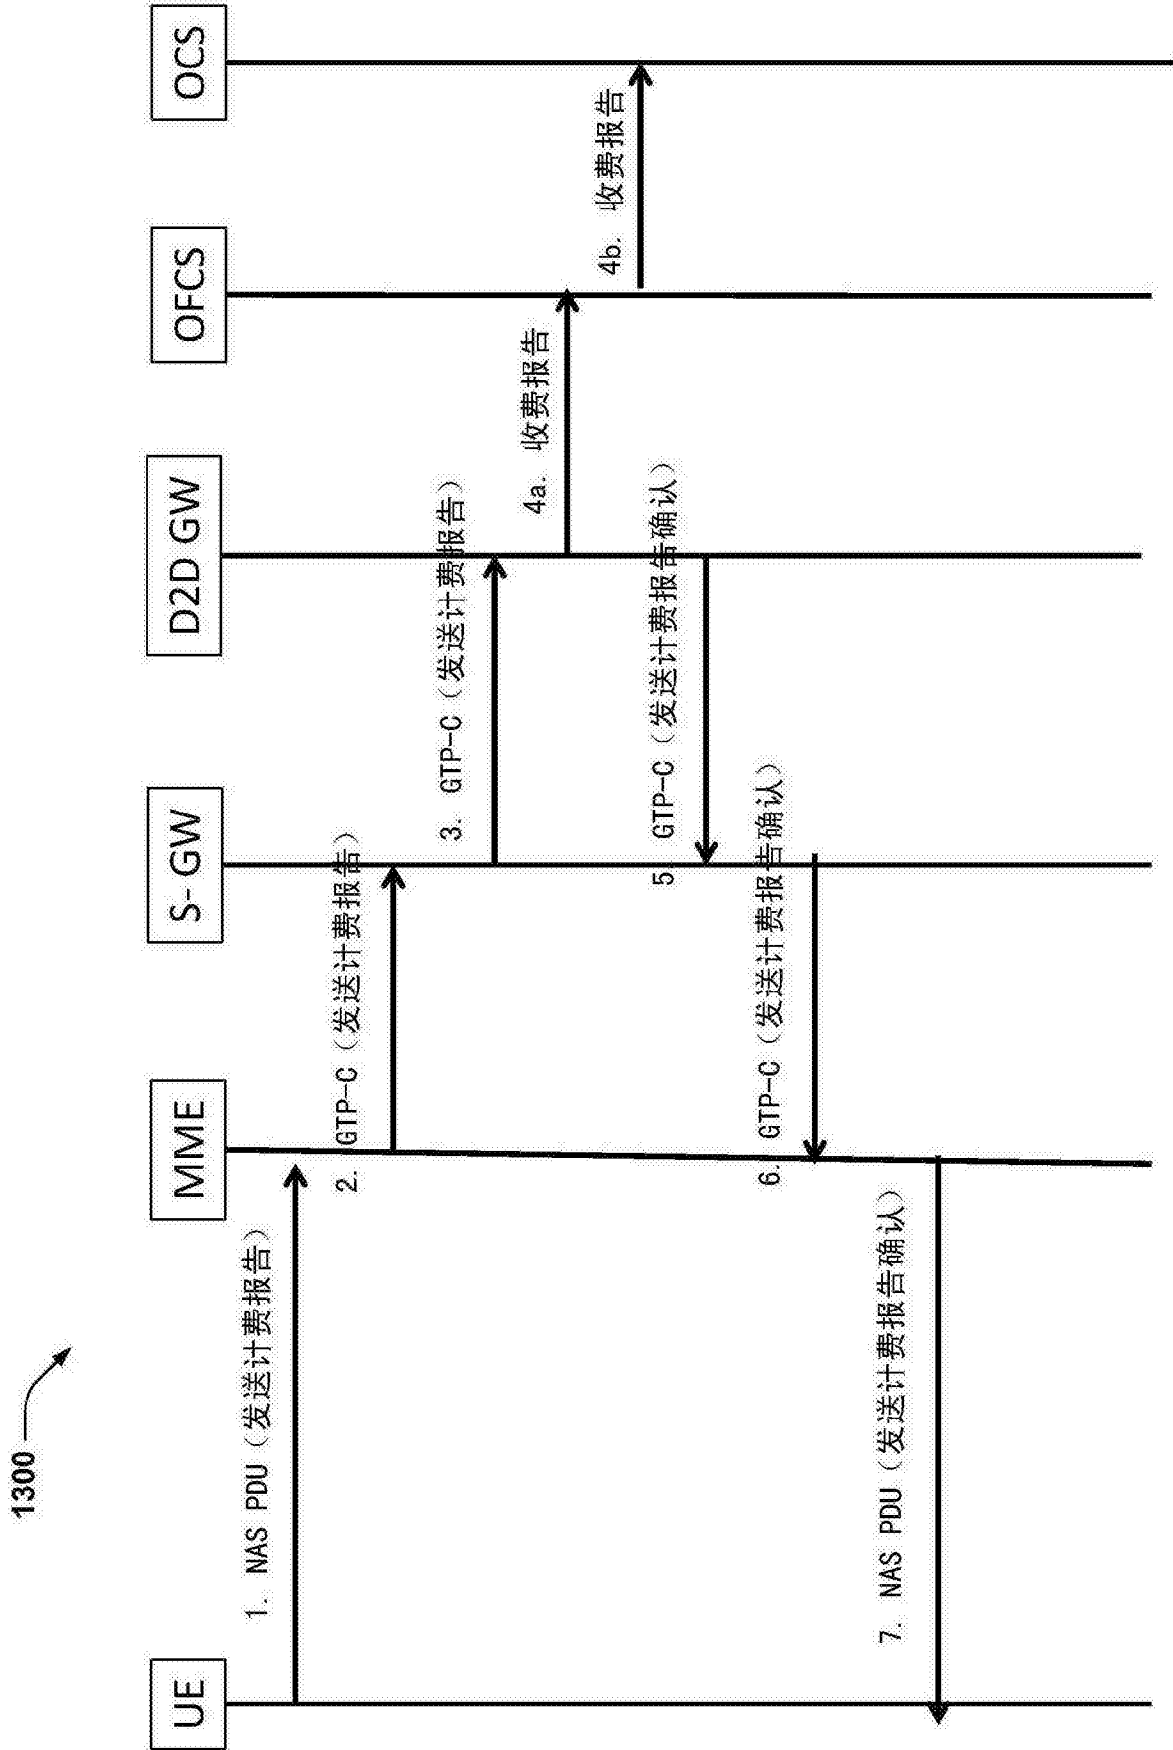 1300
UE
MME
S- GW
D2D GW
OFCS
OCS
1. NAS PDU（发送计费报告）
2. GTP-C（发送计费报告）
3. GTP-C（发送计费报告）
4a. 收费报告
4b. 收费报告
5. GTP-C（发送计费报告确认）
6. GTP-C（发送计费报告确认）
7. NAS PDU（发送计费报告确认）